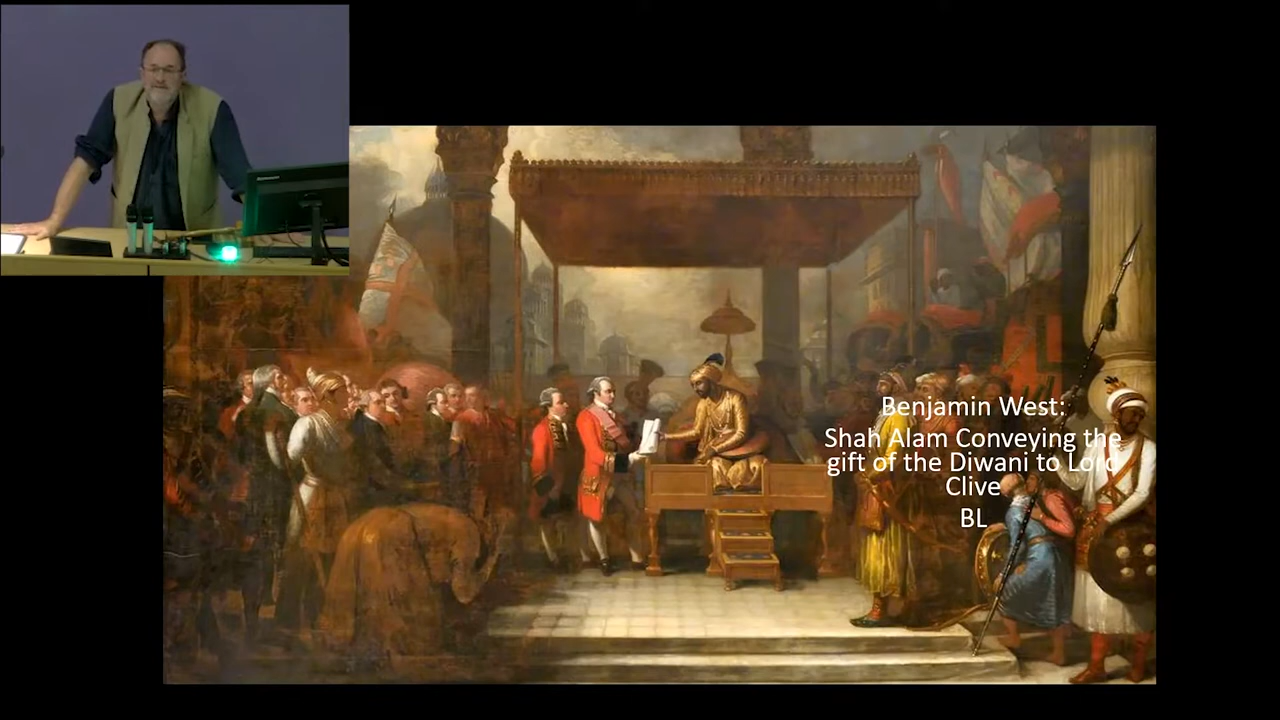 Benjamin West:
Shah Alam Conveying the
gift of the Diwani to Lord
Clive
BL